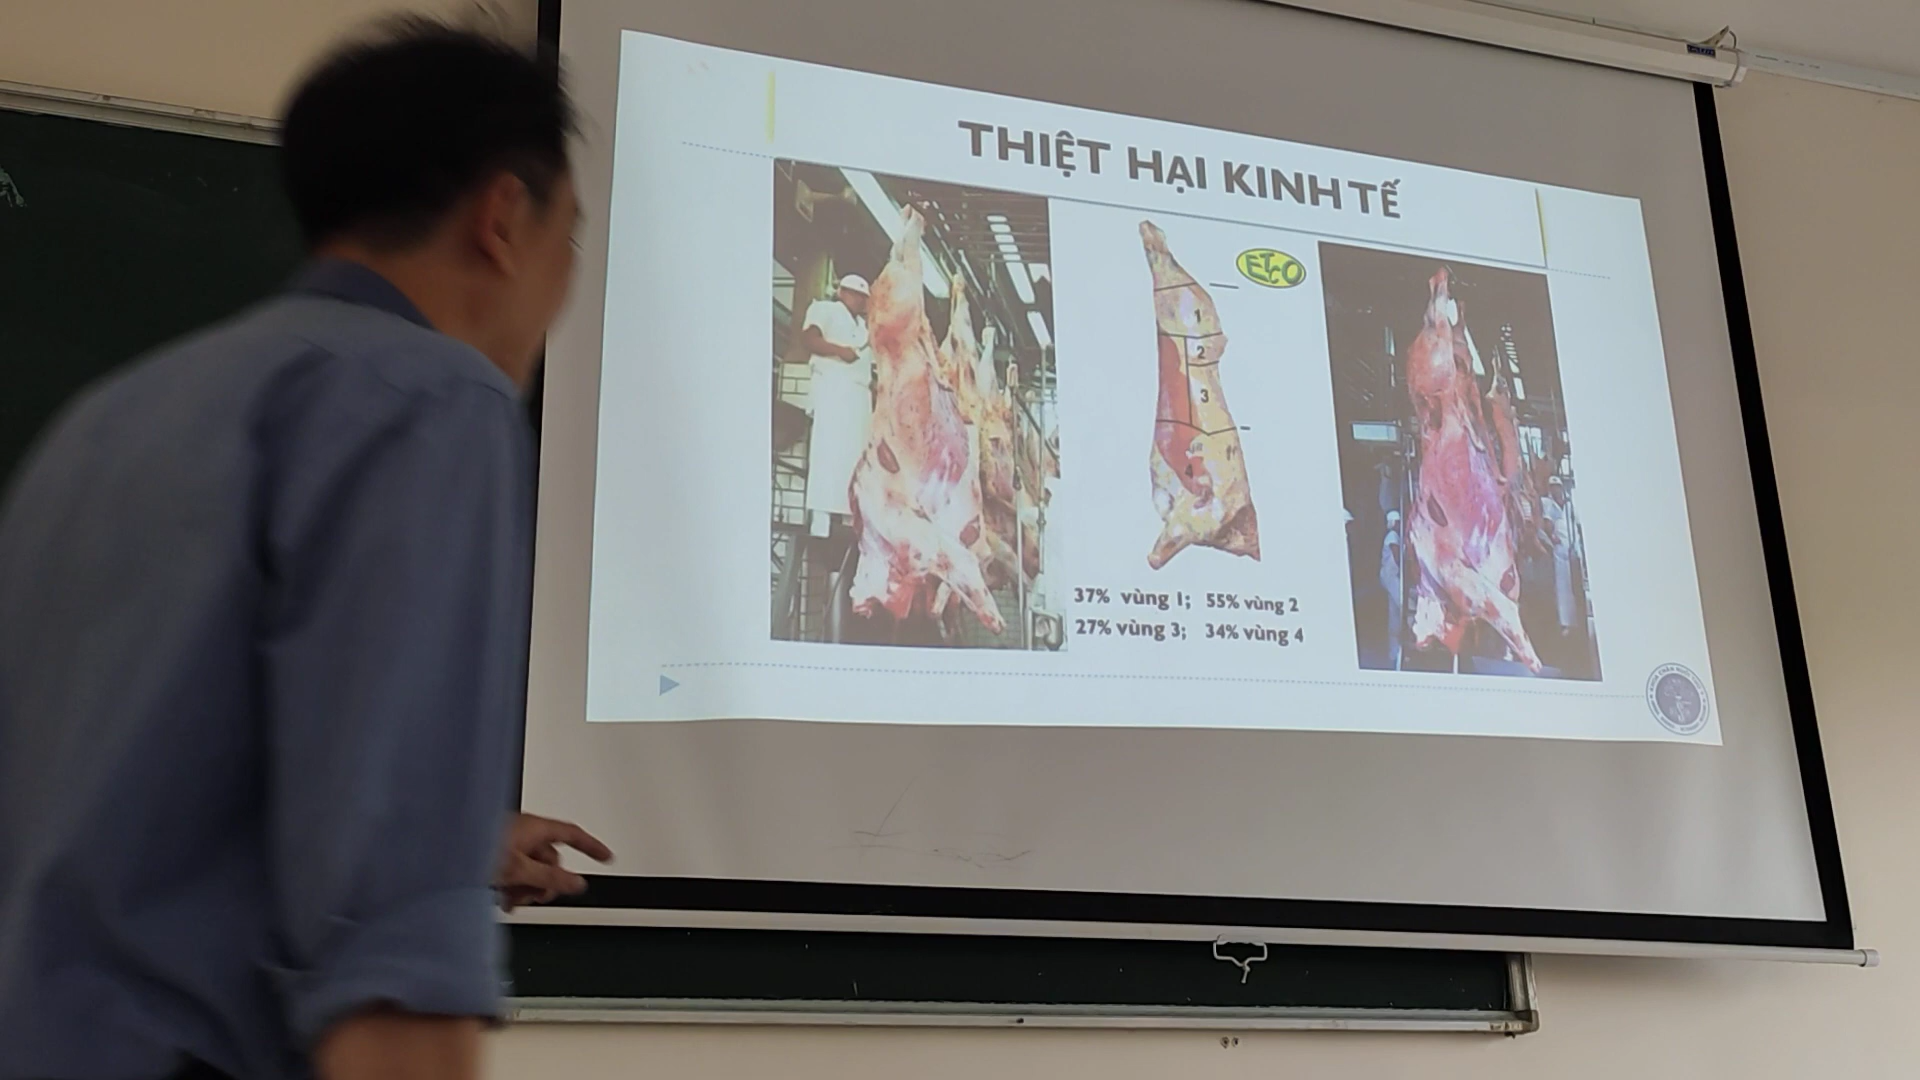 THIỆT HẠI KINH TẾ
ETCO
1
2
3
4
37% vùng 1; 55% vùng 2
27% vùng 3; 34% vùng 4